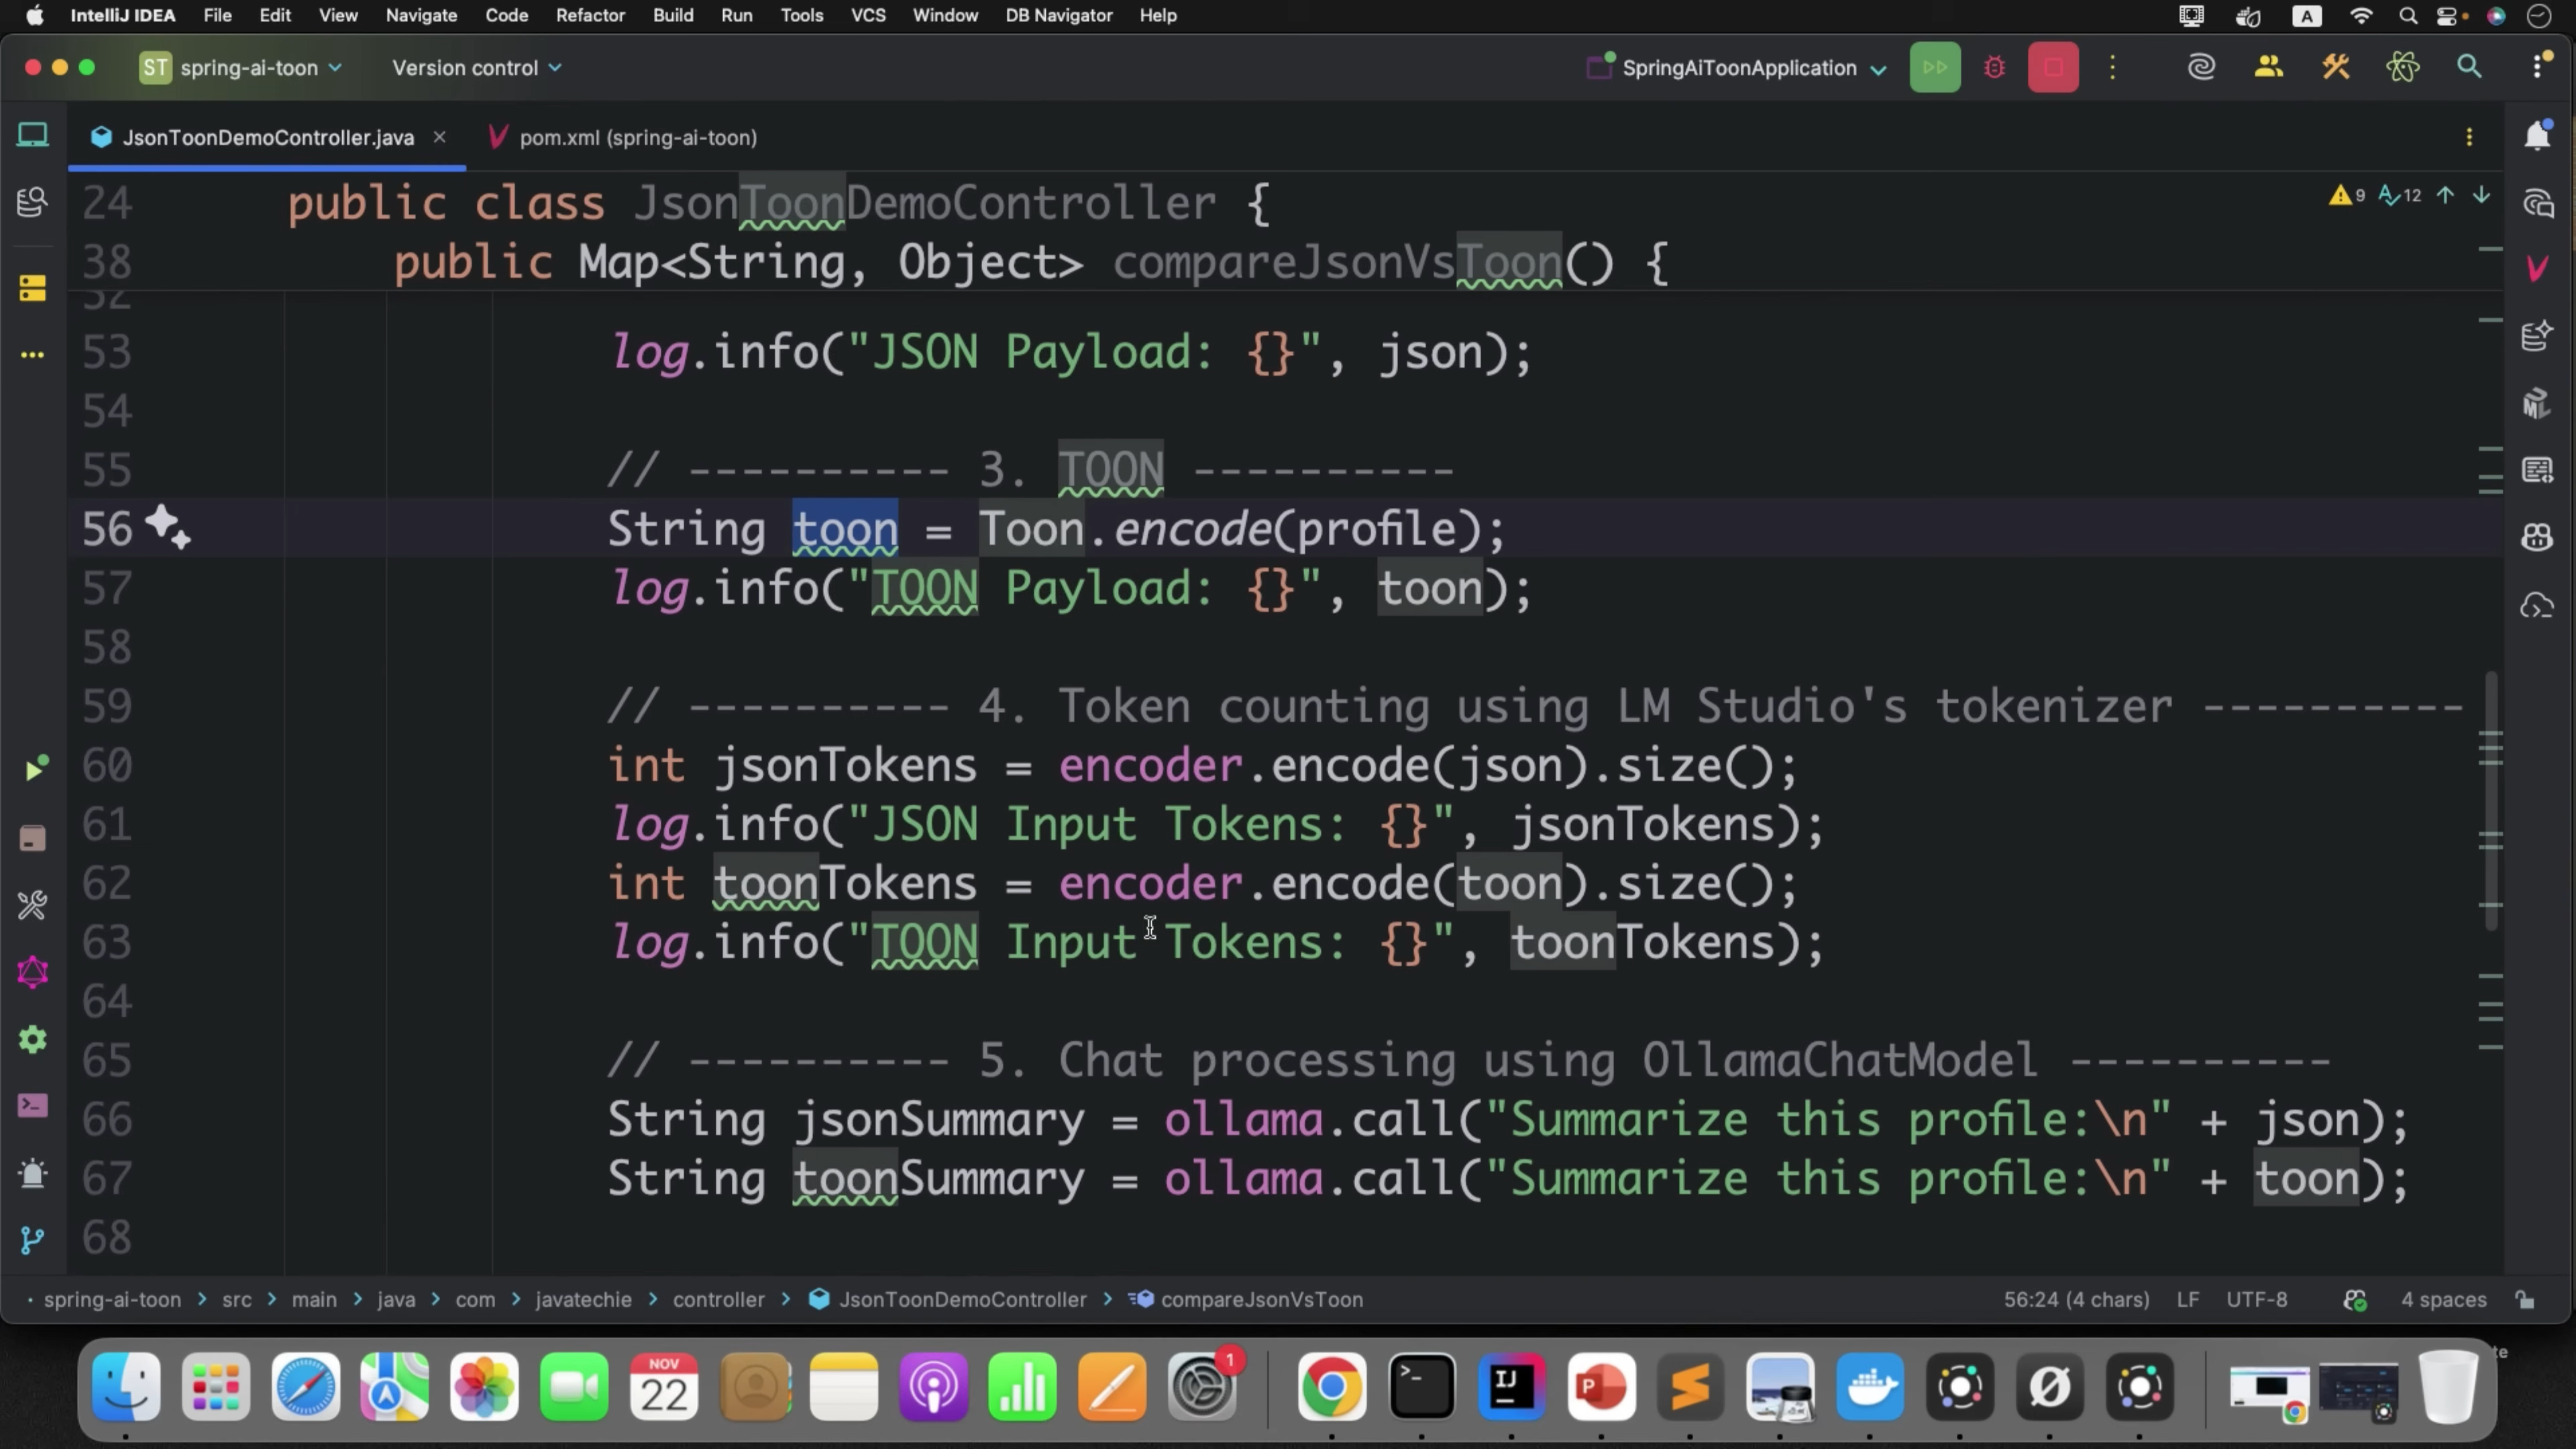 IntelliJ IDEA File Edit View Navigate Code Refactor Build Run Tools VCS Window DB Navigator Help A
ST spring-ai-toon Version control SpringAiToonApplication
JsonToonDemoController.java pom.xml (spring-ai-toon)
24 public class JsonToonDemoController {
9 12
38 public Map<String, Object> compareJsonVsToon() {
52
53 log.info("JSON Payload: {}", json);
54
55 // ---------- 3. TOON ----------
56 String toon = Toon.encode(profile);
57 log.info("TOON Payload: {}", toon);
58
59 // ---------- 4. Token counting using LM Studio's tokenizer ----------
60 int jsonTokens = encoder.encode(json).size();
61 log.info("JSON Input Tokens: {}", jsonTokens);
62 int toonTokens = encoder.encode(toon).size();
63 log.info("TOON Input Tokens: {}", toonTokens);
64
65 // ---------- 5. Chat processing using OllamaChatModel ----------
66 String jsonSummary = ollama.call("Summarize this profile:\n" + json);
67 String toonSummary = ollama.call("Summarize this profile:\n" + toon);
68
spring-ai-toon > src > main > java > com > javatechie > controller > JsonToonDemoController > compareJsonVsToon 56:24 (4 chars) LF UTF-8 4 spaces
NOV
22
1
IJ
P